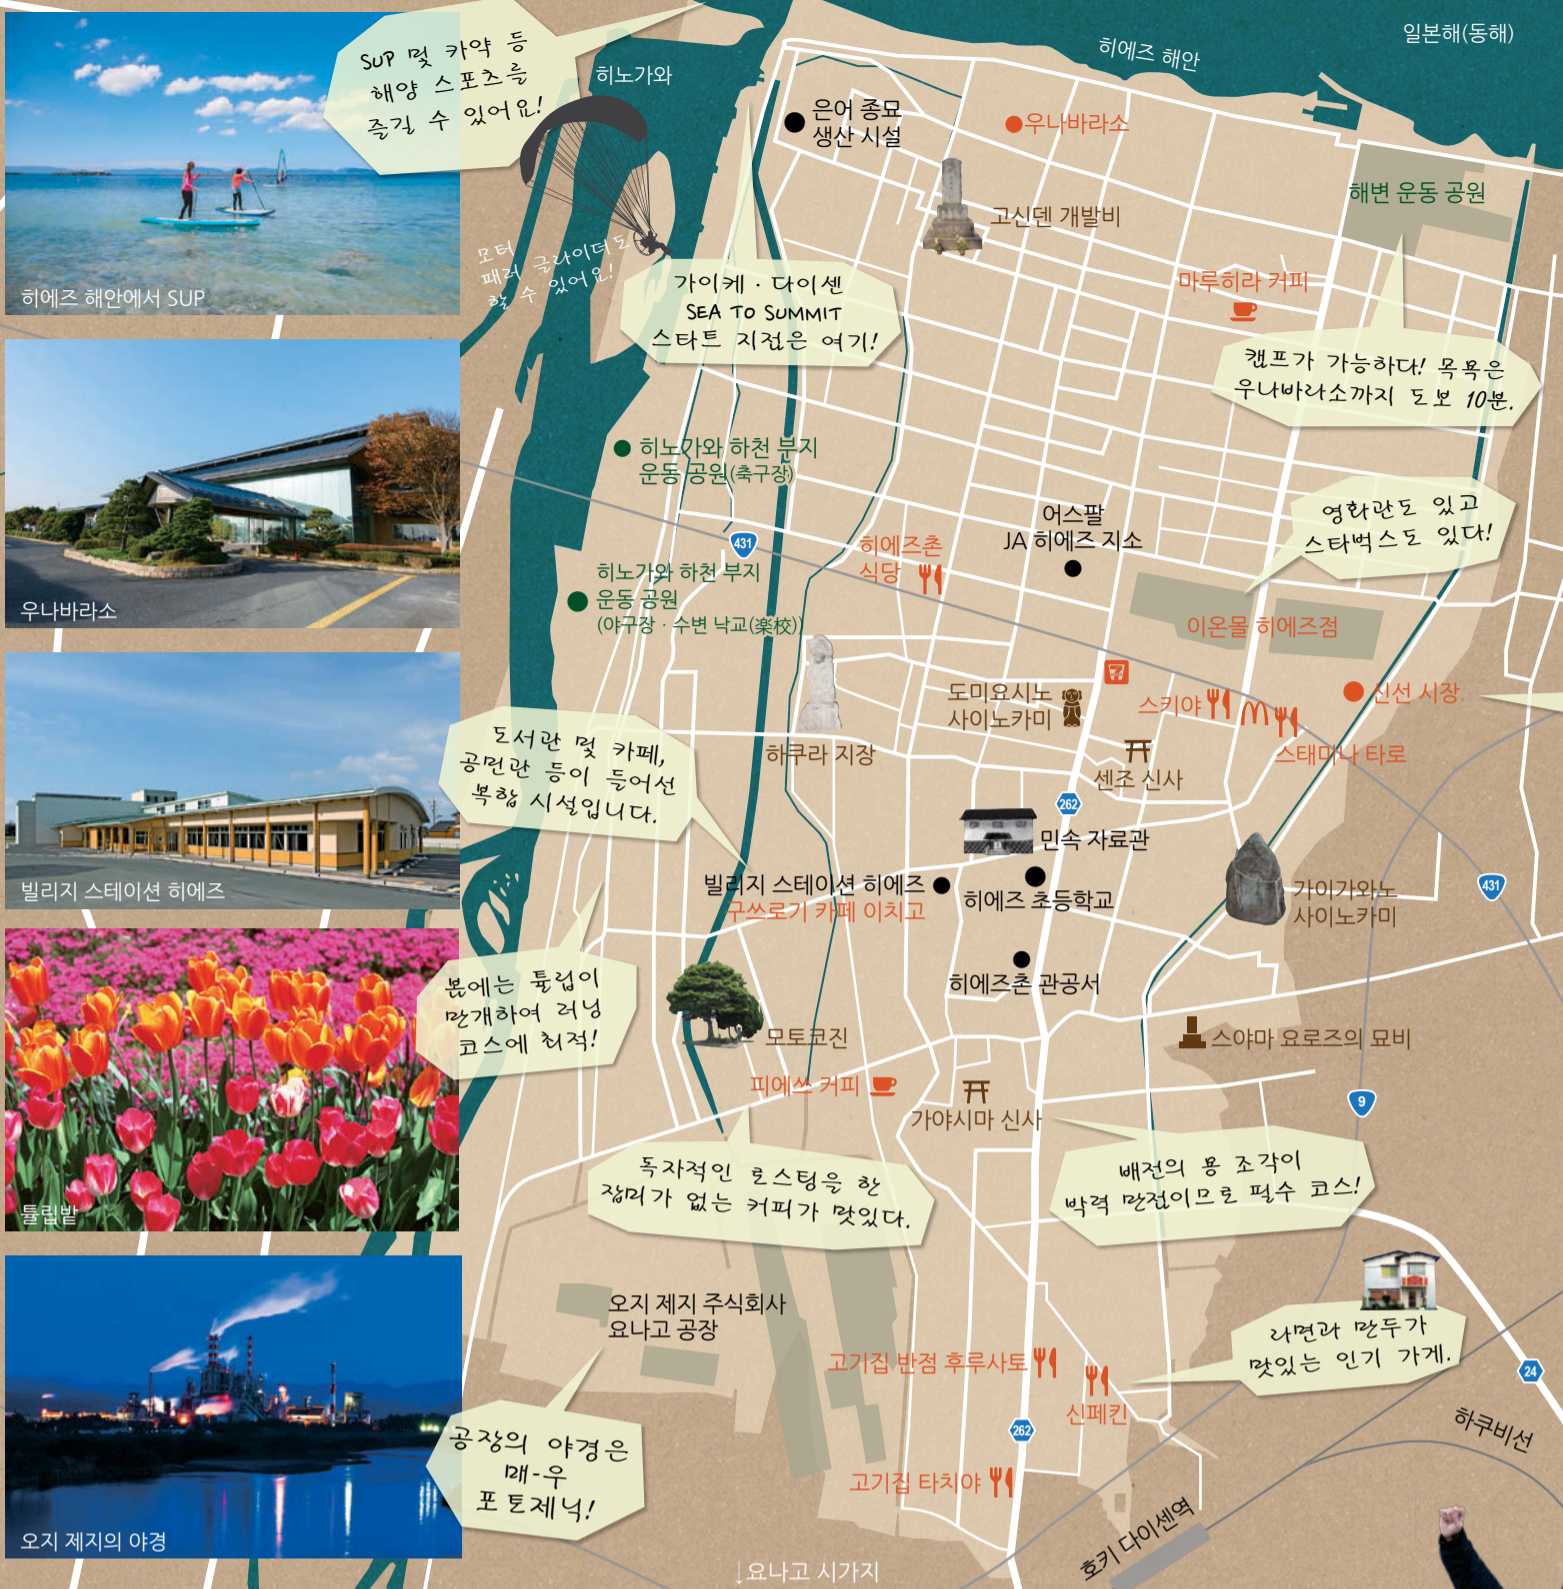 SUP 및 카약 등
해양 스포츠를
즐길 수 있어요!
히노가와
히에즈 해안
일본해(동해)
은어 종묘
생산 시설
우나바라소
해변 운동 공원
고신덴 개발비
모터
패러 글라이더도
할 수 있어요!
히에즈 해안에서 SUP
가이케 · 다이센
SEA TO SUMMIT
스타트 지점은 여기!
마루히라 커피
캠프가 가능하다! 목욕은
우나바라소까지 도보 10분.
히노가와 하천 부지
운동 공원(축구장)
어스팔
JA 히에즈 지소
영화관도 있고
스타벅스도 있다!
431
히에즈촌
식당
히노가와 하천 부지
운동 공원
(야구장 · 수변 낙교(楽校))
우나바라소
이온몰 히에즈점
7
도미요시노
사이노카미
스키야
신선 시장
스태미나 타로
하쿠라 지장
센조 신사
도서관 및 카페,
공민관 등이 들어선
복합 시설입니다.
262
민속 자료관
빌리지 스테이션 히에즈
빌리지 스테이션 히에즈
구쓰로기 카페 이치고
히에즈 초등학교
가이가와노
사이노카미
431
히에즈촌 관공서
봄에는 튤립이
만개하여 러닝
코스에 최적!
모토코진
스야마 요로즈의 묘비
피에쓰 커피
가야시마 신사
9
독자적인 로스팅을 한
잡미가 없는 커피가 맛있다.
배전의 용 조각이
박력 만점이므로 필수 코스!
튤립밭
오지 제지 주식회사
요나고 공장
라면과 만두가
맛있는 인기 가게.
고기집 반점 후루사토
신페킨
24
하쿠비선
262
공장의 야경은
매-우
포토제닉!
고기집 타치야
오지 제지의 야경
호키 다이센역
↓요나고 시가지